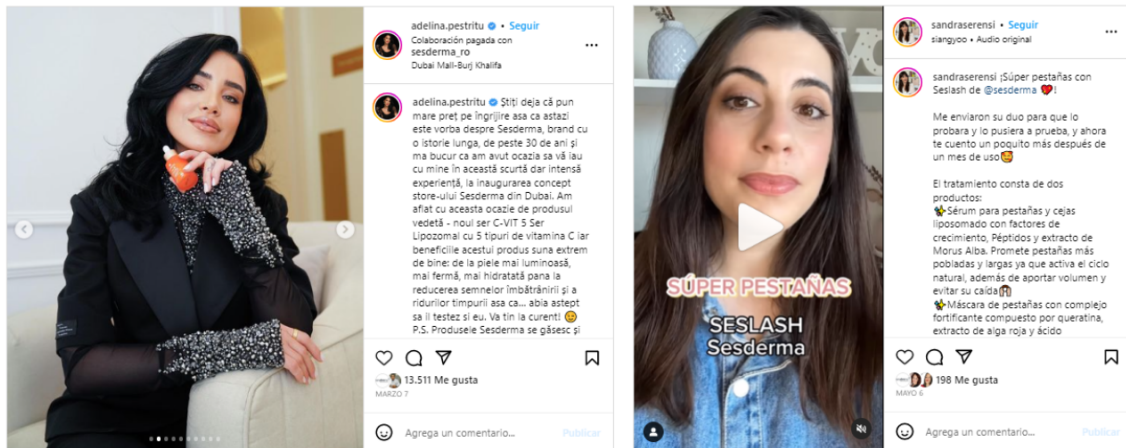 adelina.pestritu • Seguir
Colaboración pagada con
sesderma_ro
Dubai Mall-Burj Khalifa
adelina.pestritu Știți deja că pun
mare preț pe îngrijire asa ca astazi
este vorba despre Sesderma, brand cu
o istorie lunga, de peste 30 de ani și
ma bucur ca am avut ocazia sa vă iau
cu mine în această scurtă dar intensă
experiență, la inaugurarea concept
store-ului Sesderma din Dubai. Am
aflat cu aceasta ocazie de produsul
vedetă - noul ser C-VIT 5 Ser
Lipozomal cu 5 tipuri de vitamina C iar
beneficiile acestui produs suna extrem
de bine: de la piele mai luminoasă,
mai fermă, mai hidratată pana la
reducerea semnelor îmbătrânirii și a
ridurilor timpurii asa ca... abia astept
sa il testez si eu. Va tin la curent! 😉
P.S. Produsele Sesderma se găsesc și
13.511 Me gusta
MARZO 7
Agrega un comentario...
Publicar
SÚPER PESTAÑAS
SESLASH
Sesderma
sandraserensi • Seguir
siangyoo • Audio original
sandraserensi ¡Súper pestañas con
Seslash de @sesderma 💖!
Me enviaron su duo para que lo
probara y lo pusiera a prueba, y ahora
te cuento un poquito más después de
un mes de uso🥰
El tratamiento consta de dos
productos:
Sérum para pestañas y cejas
liposomado con factores de
crecimiento, Péptidos y extracto de
Morus Alba. Promete pestañas más
pobladas y largas ya que activa el ciclo
natural, además de aportar volumen y
evitar su caída
Máscara de pestañas con complejo
fortificante compuesto por queratina,
extracto de alga roja y ácido
198 Me gusta
MAYO 6
Agrega un comentario...
Publicar